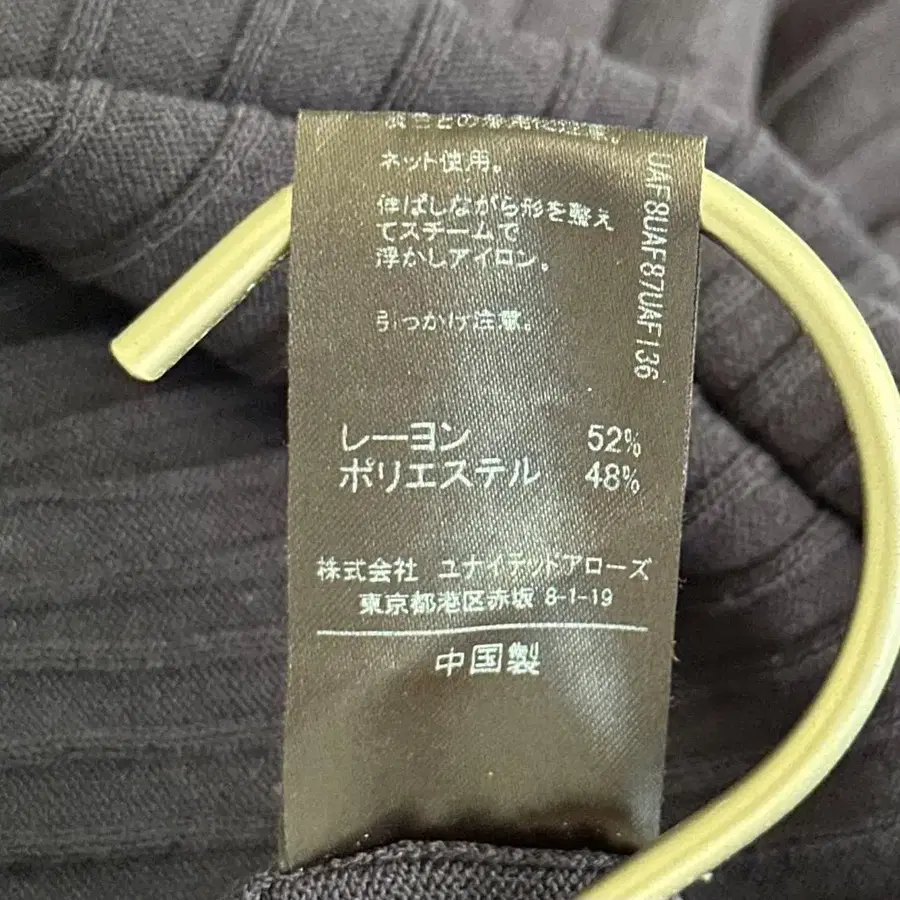 ネット使用。
伸ばしながら形を整え
てスチームで
浮かしアイロン。
引っかけ注意。
レーヨン 52%
ポリエステル 48%
株式会社 ユナイテッドアローズ
東京都港区赤坂 8-1-19
中国製
UAF8UAF87UAF136